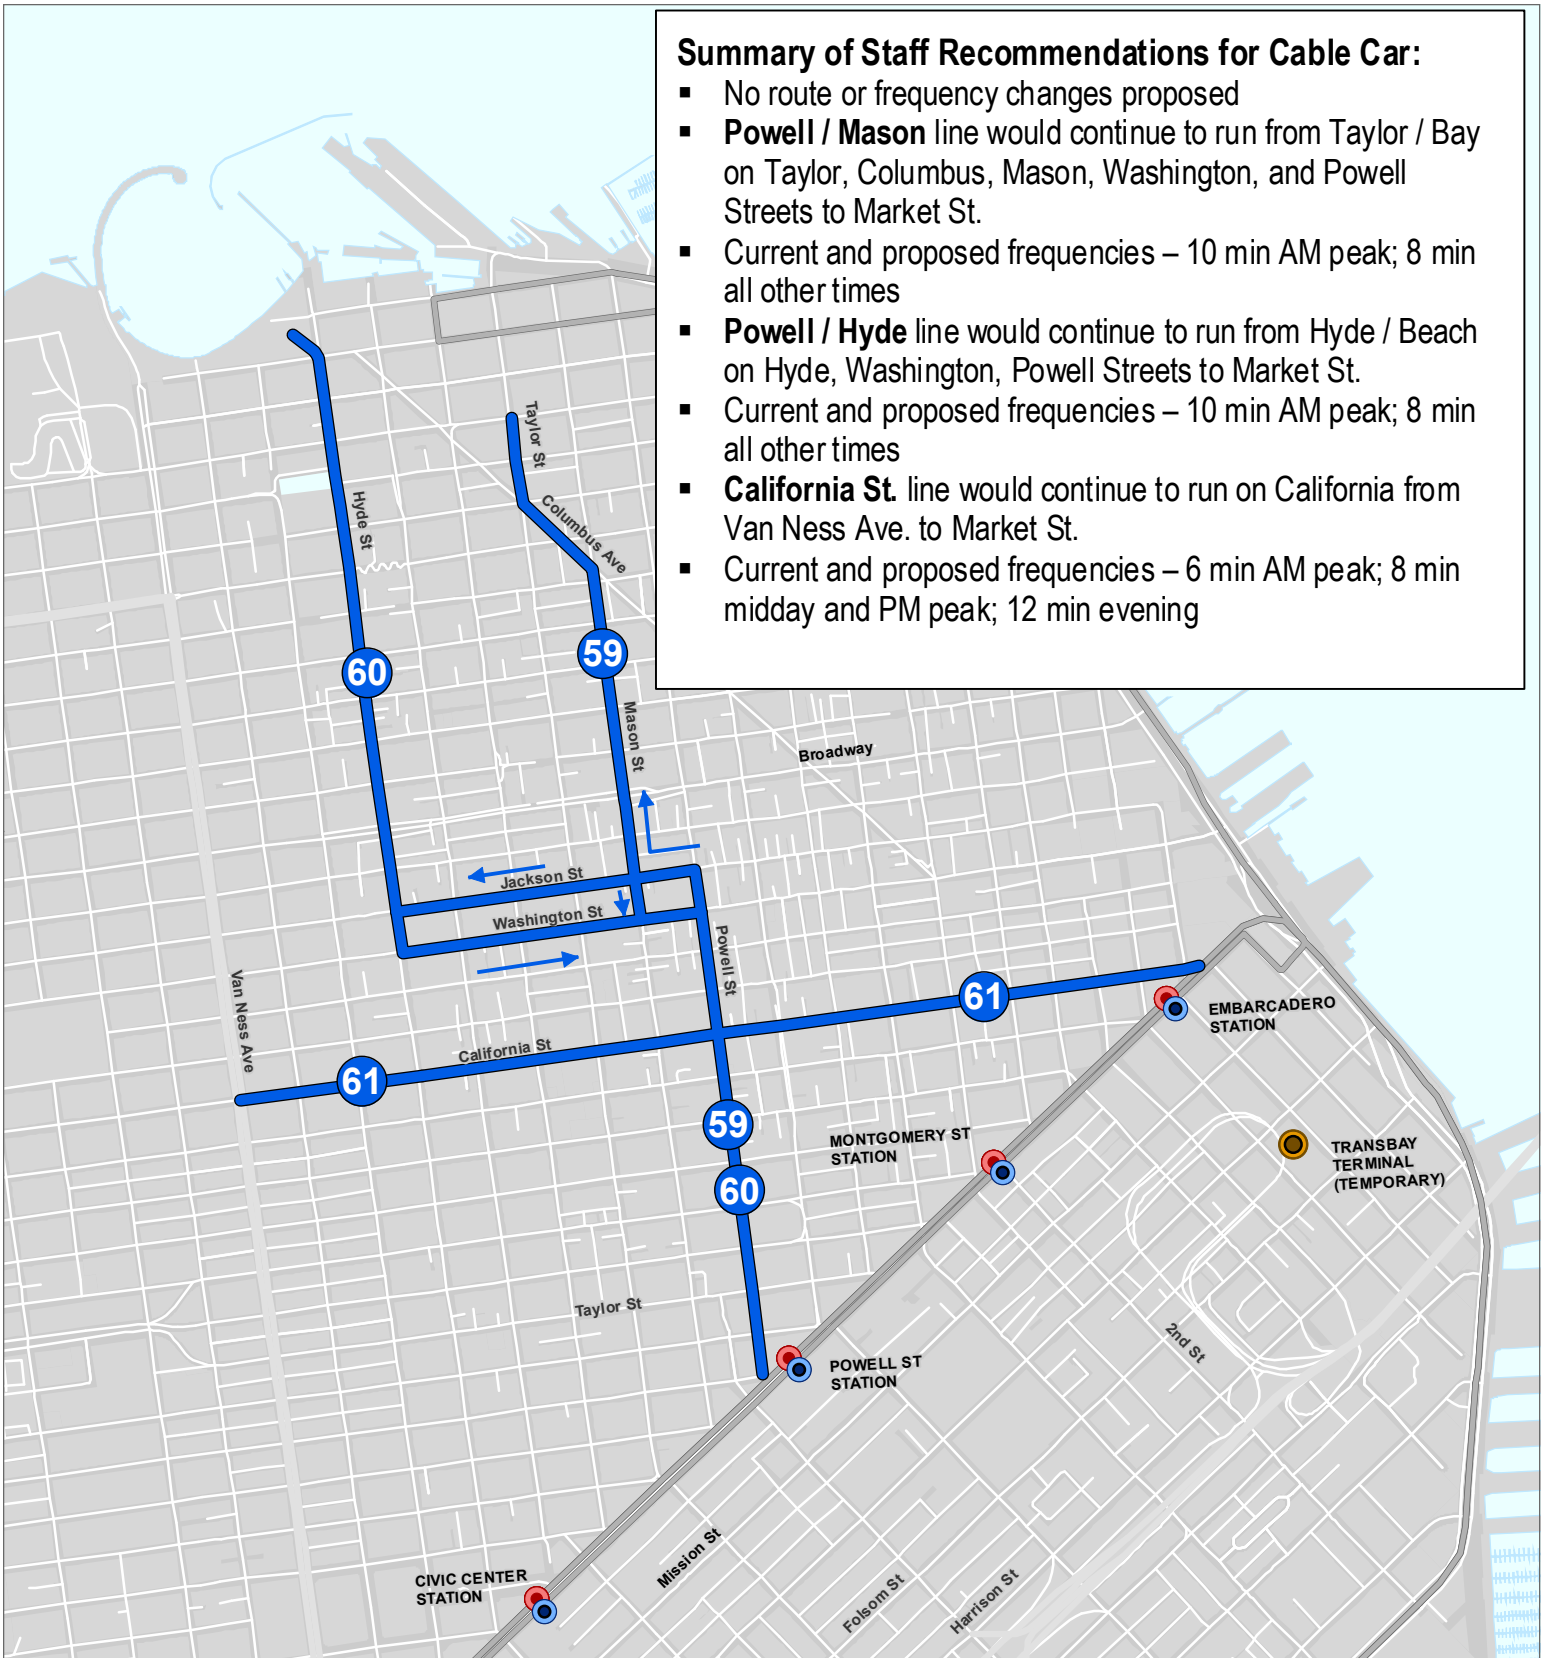 Summary of Staff Recommendations for Cable Car:
▪ No route or frequency changes proposed
▪ Powell / Mason line would continue to run from Taylor / Bay
on Taylor, Columbus, Mason, Washington, and Powell
Streets to Market St.
▪ Current and proposed frequencies – 10 min AM peak; 8 min
all other times
▪ Powell / Hyde line would continue to run from Hyde / Beach
on Hyde, Washington, Powell Streets to Market St.
▪ Current and proposed frequencies – 10 min AM peak; 8 min
all other times
▪ California St. line would continue to run on California from
Van Ness Ave. to Market St.
▪ Current and proposed frequencies – 6 min AM peak; 8 min
midday and PM peak; 12 min evening
Taylor St
Hyde St
Columbus Ave
59
60
Mason St
Broadway
Jackson St
Washington St
Powell St
Van Ness Ave
61
EMBARCADERO
STATION
California St
61
59
MONTGOMERY ST
STATION
TRANSBAY
TERMINAL
(TEMPORARY)
60
Taylor St
2nd St
POWELL ST
STATION
Mission St
CIVIC CENTER
STATION
Folsom St
Harrison St